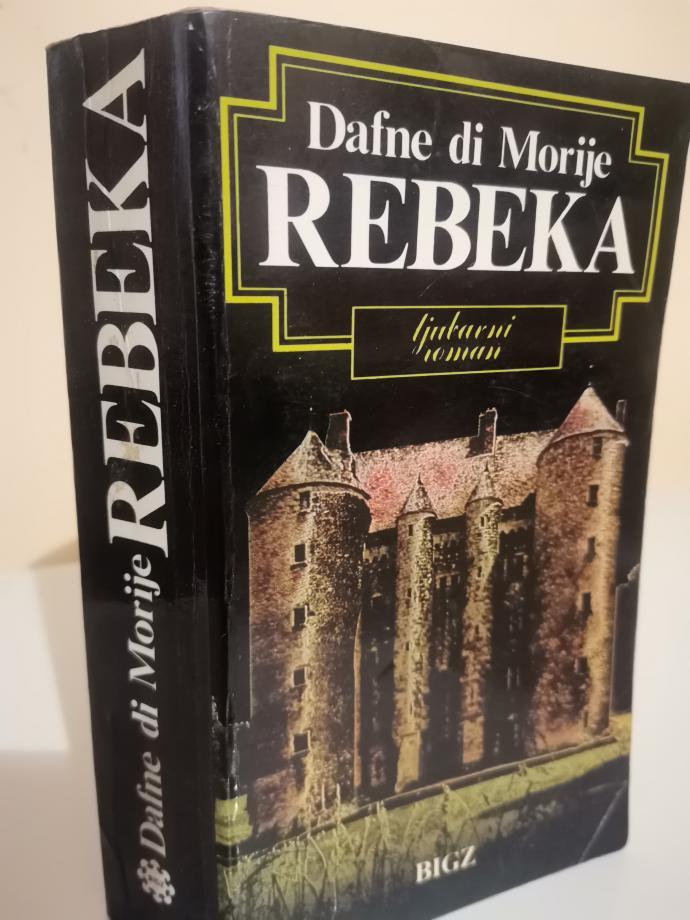 Dafne di Morije
REBEKA
ljubavni
roman
BIGZ
Dafne di Morije REBEKA